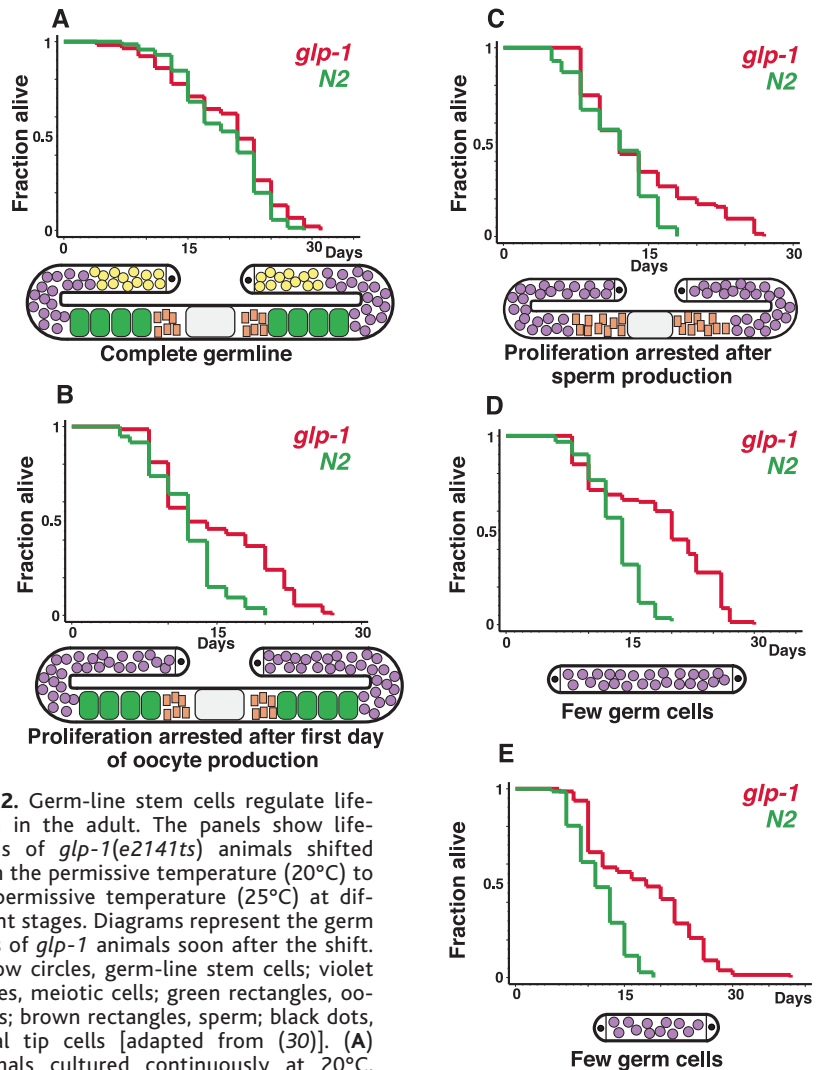 A
glp-1
N2
Fraction alive
1
0.5
0
0
30
Days
Complete germline
B
glp-1
N2
Fraction alive
1
0.5
0
0
15
30
Days
Proliferation arrested after first day
of oocyte production
2. Germ-line stem cells regulate life-
in the adult. The panels show life-
s of glp-1(e2141ts) animals shifted
the permissive temperature (20°C) to
permissive temperature (25°C) at dif-
nt stages. Diagrams represent the germ
s of glp-1 animals soon after the shift.
ow circles, germ-line stem cells; violet
es, meiotic cells; green rectangles, oo-
s; brown rectangles, sperm; black dots,
al tip cells [adapted from (30)]. (A)
mals cultured continuously at 20°C.
C
glp-1
N2
Fraction alive
1
0.5
0
0
15
30
Days
Proliferation arrested after
sperm production
D
glp-1
N2
Fraction alive
1
0.5
0
0
15
30
Days
Few germ cells
E
glp-1
N2
Fraction alive
1
0.5
0
0
15
30
Days
Few germ cells